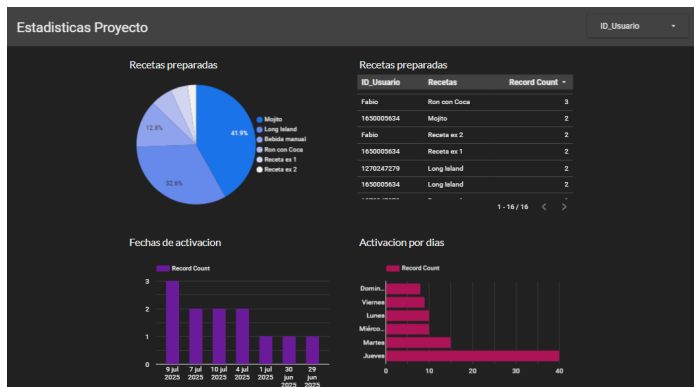 Estadisticas Proyecto
ID_Usuario
Recetas preparadas
41.9%
32.6%
12.8%
Mojito
Long Island
Bebida manual
Ron con Coca
Receta ex 1
Receta ex 2
Recetas preparadas
ID_Usuario Recetas Record Count
Fabio Ron con Coca 3
1650005634 Mojito 2
Fabio Receta ex 2 2
1650005634 Receta ex 1 2
1270247279 Long Island 2
1650005634 Long Island 2
1 - 16 / 16
Fechas de activacion
Record Count
3
2
1
0
9 jul 2025
7 jul 2025
10 jul 2025
4 jul 2025
1 jul 2025
30 jun 2025
29 jun 2025
Activacion por dias
Record Count
Domin...
Viernes
Lunes
Miérco...
Martes
Jueves
0 10 20 30 40